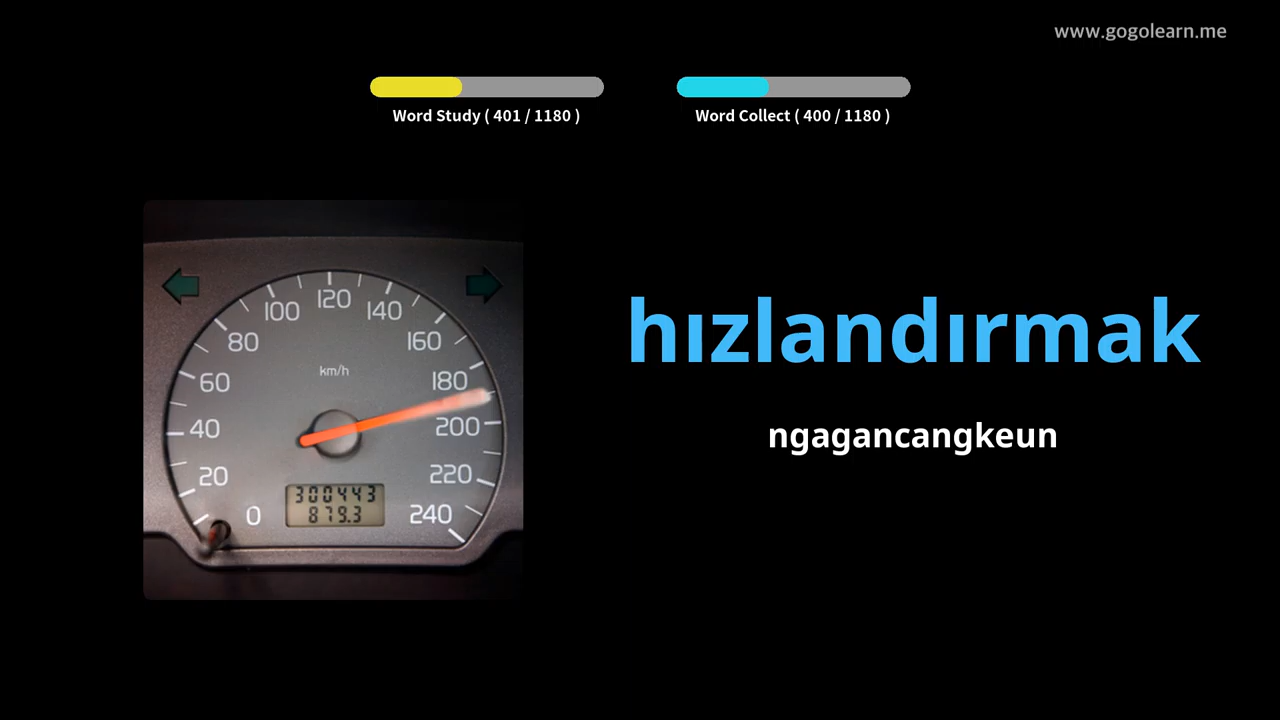 www.gogolearn.me
Word Study ( 401 / 1180 )
Word Collect ( 400 / 1180 )
120
100
140
80
160
km/h
60
180
40
200
20
220
0
240
300443
879.3
hızlandırmak
ngagancangkeun